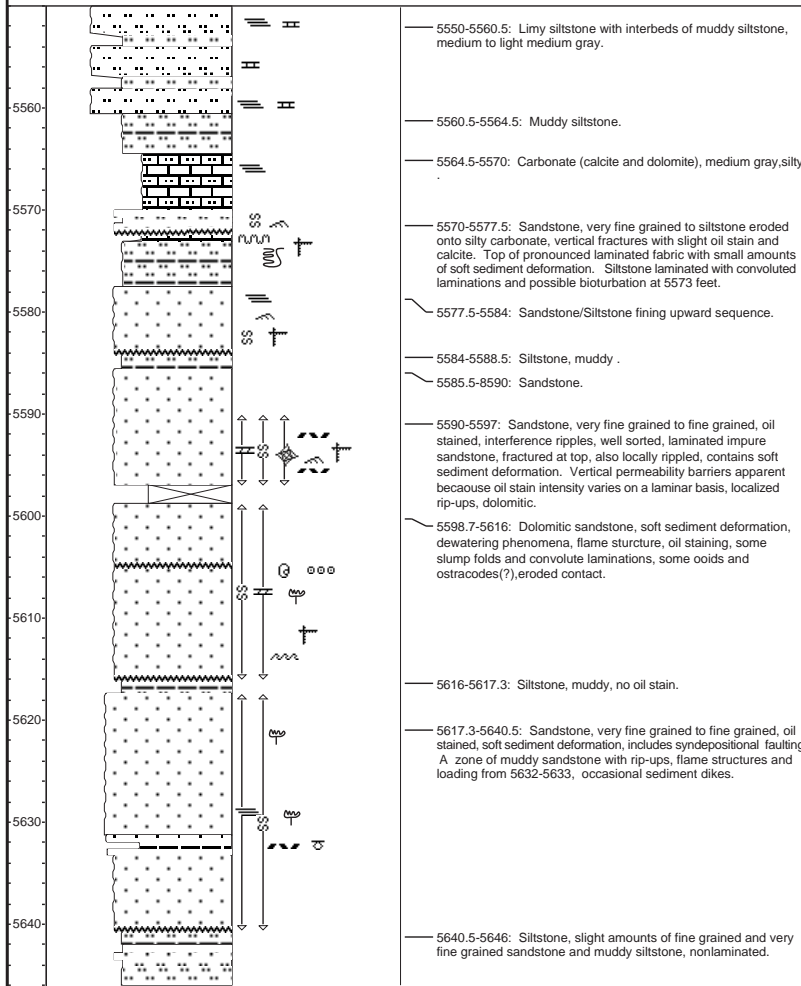 5550-5560.5: Limy siltstone with interbeds of muddy siltstone,
medium to light medium gray.
5560
5560.5-5564.5: Muddy siltstone.
5564.5-5570: Carbonate (calcite and dolomite), medium gray,silty
.
5570
SS
5570-5577.5: Sandstone, very fine grained to siltstone eroded
onto silty carbonate, vertical fractures with slight oil stain and
calcite. Top of pronounced laminated fabric with small amounts
of soft sediment deformation. Siltstone laminated with convoluted
laminations and possible bioturbation at 5573 feet.
5580
SS
5577.5-5584: Sandstone/Siltstone fining upward sequence.
5584-5588.5: Siltstone, muddy .
5585.5-8590: Sandstone.
5590
SS
5590-5597: Sandstone, very fine grained to fine grained, oil
stained, interference ripples, well sorted, laminated impure
sandstone, fractured at top, also locally rippled, contains soft
sediment deformation. Vertical permeability barriers apparent
becaouse oil stain intensity varies on a laminar basis, localized
rip-ups, dolomitic.
5600
5598.7-5616: Dolomitic sandstone, soft sediment deformation,
dewatering phenomena, flame sturcture, oil staining, some
slump folds and convolute laminations, some ooids and
ostracodes(?),eroded contact.
SS
5610
5616-5617.3: Siltstone, muddy, no oil stain.
5620
5617.3-5640.5: Sandstone, very fine grained to fine grained, oil
stained, soft sediment deformation, includes syndepositional faulting
A zone of muddy sandstone with rip-ups, flame structures and
loading from 5632-5633, occasional sediment dikes.
5630
SS
5640
5640.5-5646: Siltstone, slight amounts of fine grained and very
fine grained sandstone and muddy siltstone, nonlaminated.